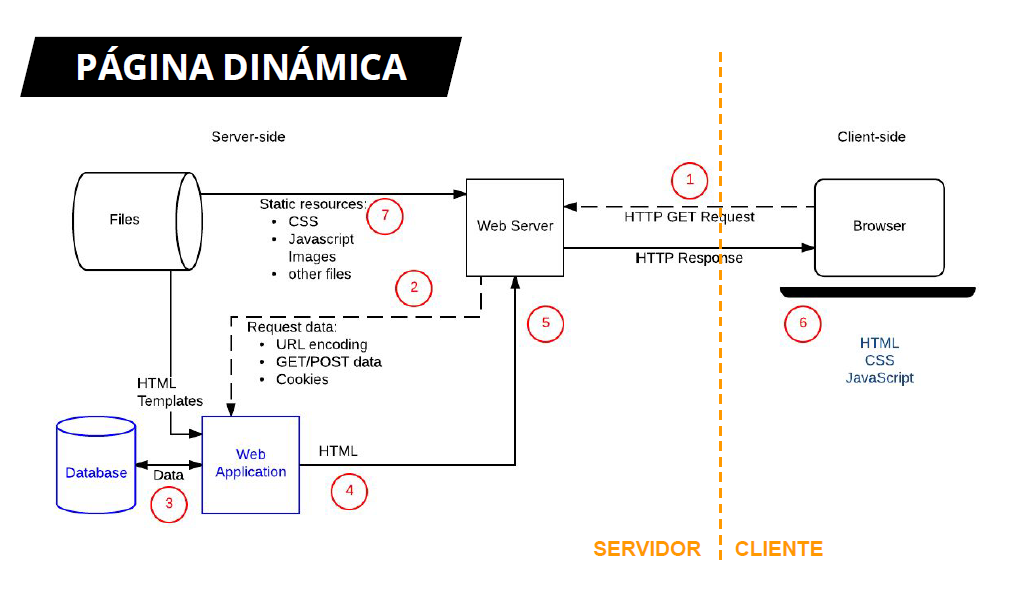 PÁGINA DINÁMICA
Server-side
Client-side
Files
Static resources:
• CSS
• Javascript
Images
• other files
7
Web Server
1
HTTP GET Request
HTTP Response
Browser
2
Request data:
• URL encoding
• GET/POST data
• Cookies
5
6
HTML
CSS
JavaScript
HTML
Templates
Database
Data
3
Web
Application
HTML
4
SERVIDOR
CLIENTE